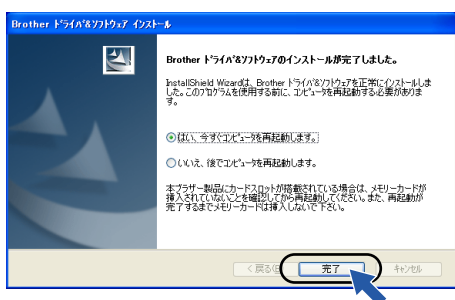 Brother ﾄﾞﾗｲﾊﾞ&ｿﾌﾄｳｪｱ インストール
Brother ﾄﾞﾗｲﾊﾞ&ｿﾌﾄｳｪｱのインストールが完了しました。
InstallShield Wizardは、Brother ﾄﾞﾗｲﾊﾞ&ｿﾌﾄｳｪｱを正常にｲﾝｽﾄｰﾙしま
した。このﾌﾟﾛｸﾞﾗﾑを使用する前に、ｺﾝﾋﾟｭｰﾀを再起動する必要がありま
す。
はい、今すぐｺﾝﾋﾟｭｰﾀを再起動します。
いいえ、後でｺﾝﾋﾟｭｰﾀを再起動します。
本ブラザー製品にカードスロットが搭載されている場合は、メモリーカードが
挿入されていないことを確認してから再起動してください。また、再起動が
完了するまでメモリーカードは挿入しないで下さい。
< 戻る(B)
完了
ｷｬﾝｾﾙ